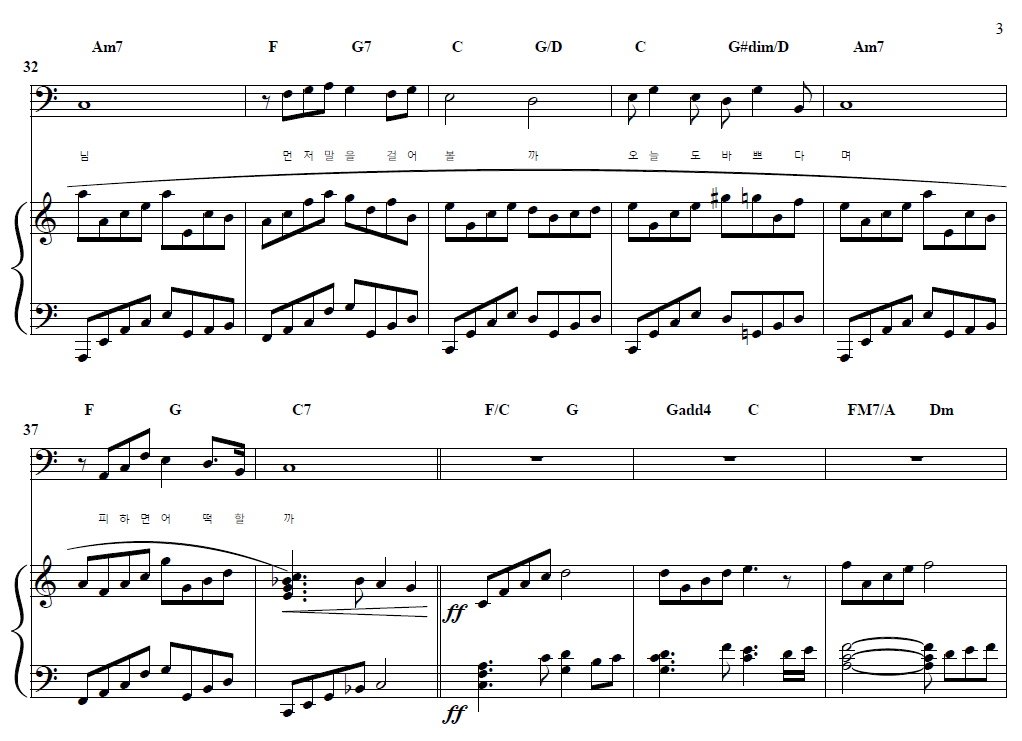 3
Am7 F G7 C G/D C G#dim/D Am7
32
님 먼 저 말 을 걸 어 볼 까 오 늘 도 바 쁘 다 며
F G C7 F/C G Gadd4 C FM7/A Dm
37
피 하 면 어 떡 할 까
ff
ff